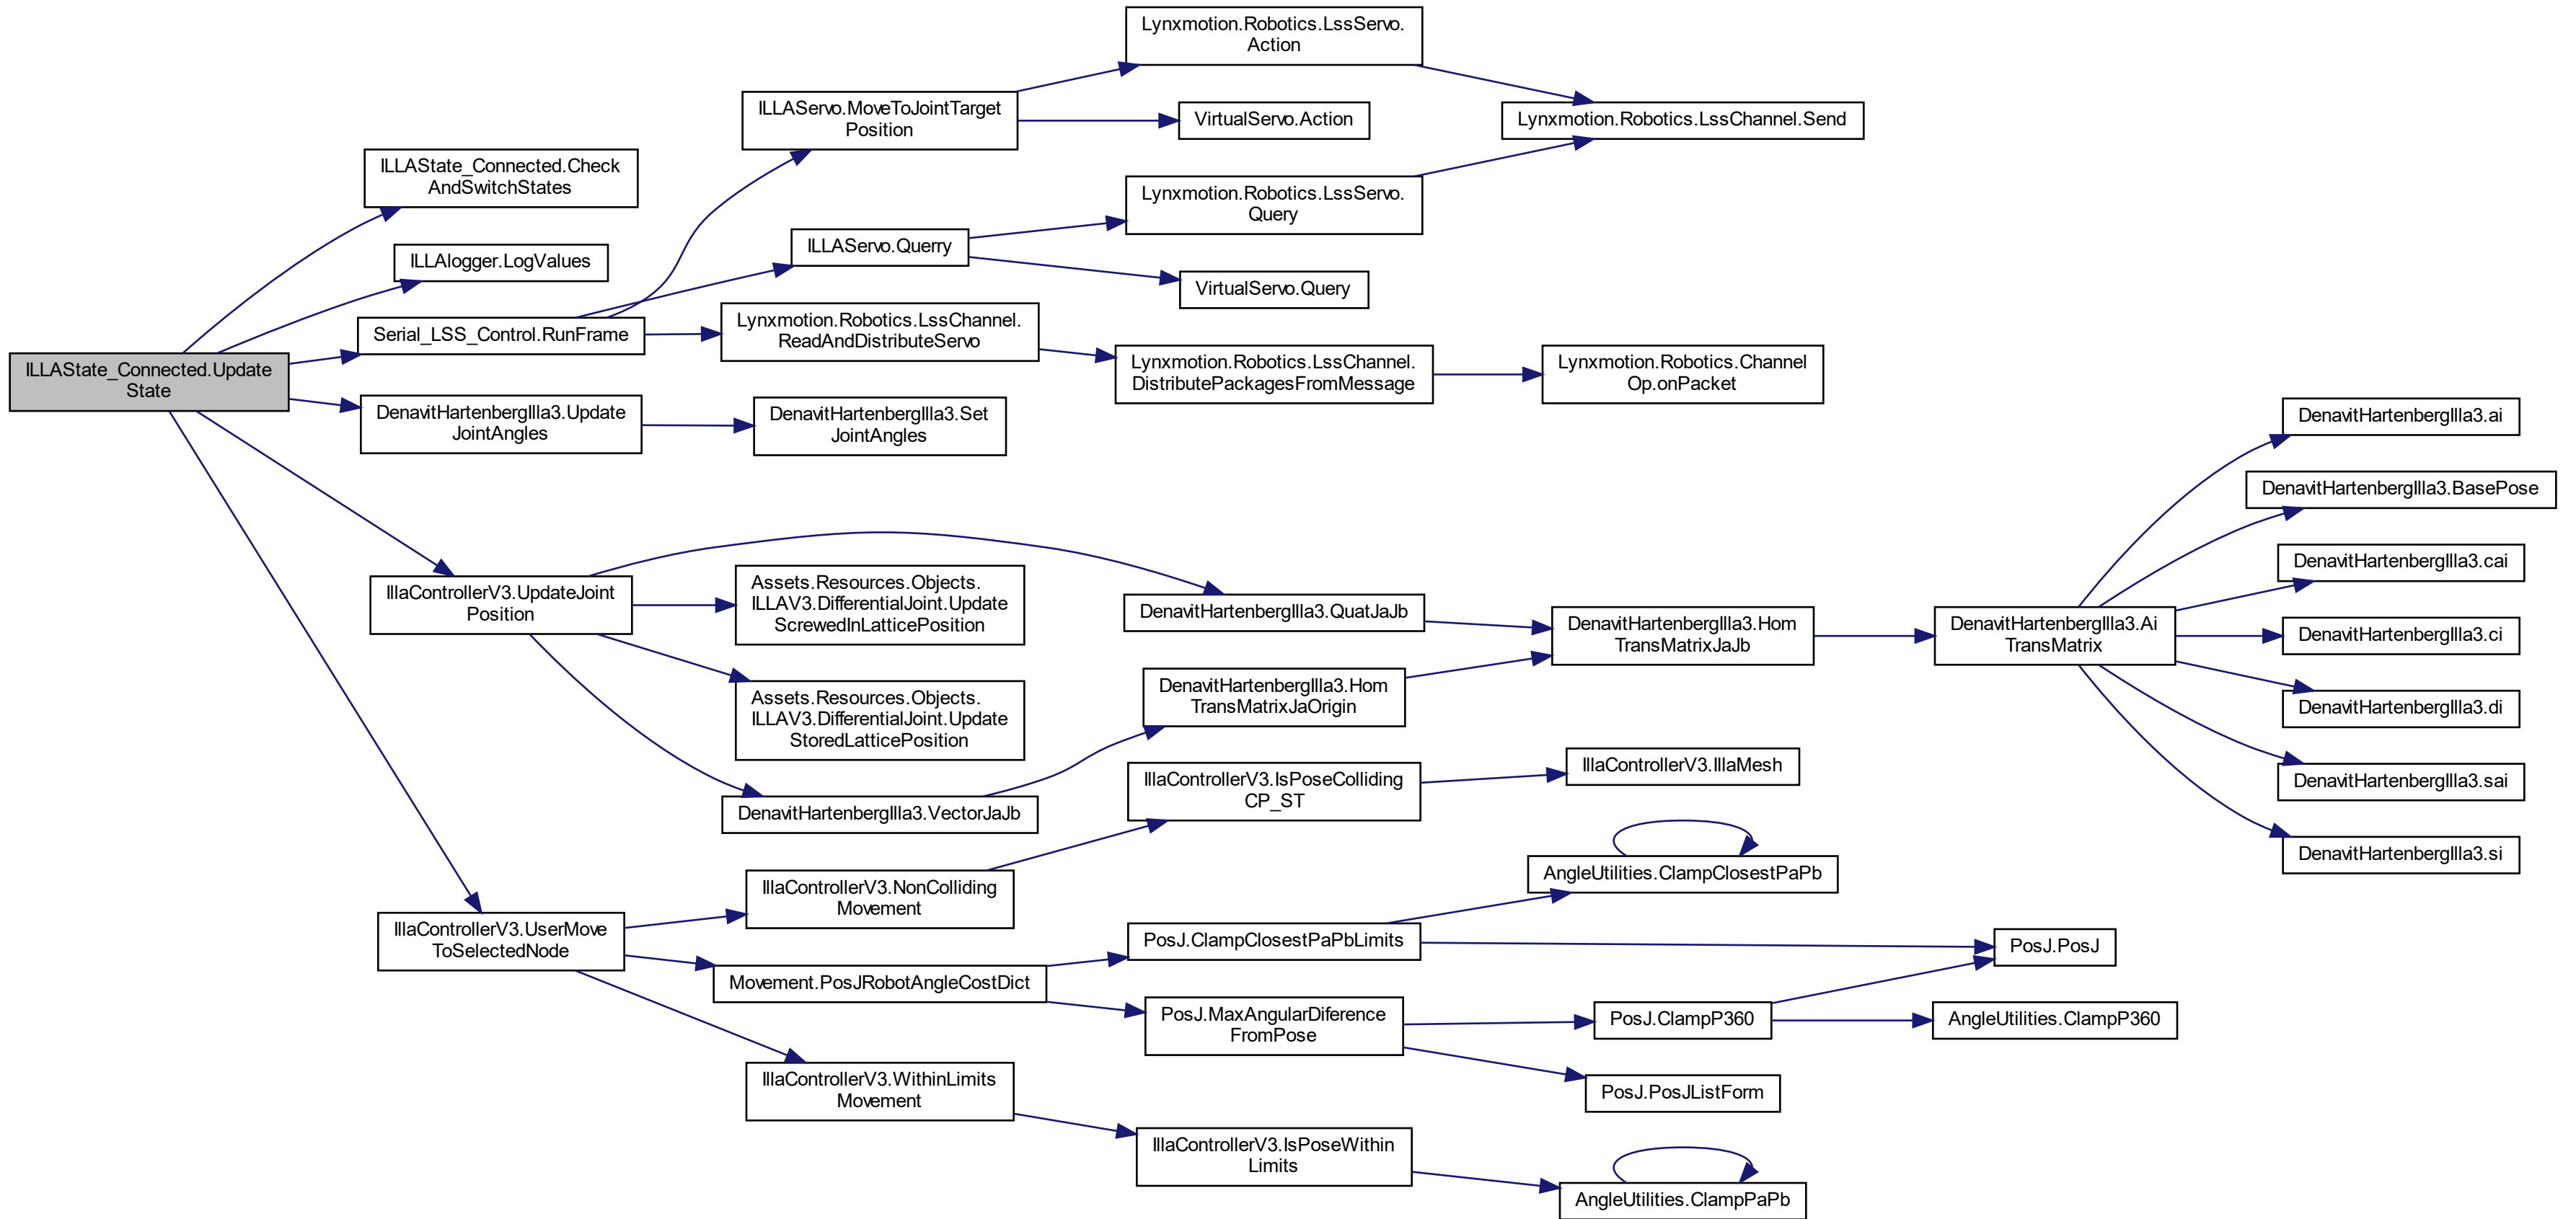 ILLAState_Connected.Update
State
ILLAState_Connected.Check
AndSwitchStates
ILLAlogger.LogValues
Serial_LSS_Control.RunFrame
DenavitHartenbergIlla3.Update
JointAngles
IllaControllerV3.UpdateJoint
Position
IllaControllerV3.UserMove
ToSelectedNode
ILLAServo.MoveToJointTarget
Position
ILLAServo.Querry
Lynxmotion.Robotics.LssChannel.
ReadAndDistributeServo
DenavitHartenbergIlla3.Set
JointAngles
Assets.Resources.Objects.
ILLAV3.DifferentialJoint.Update
ScrewedInLatticePosition
Assets.Resources.Objects.
ILLAV3.DifferentialJoint.Update
StoredLatticePosition
DenavitHartenbergIlla3.VectorJaJb
IllaControllerV3.NonColliding
Movement
Movement.PosJRobotAngleCostDict
IllaControllerV3.WithinLimits
Movement
Lynxmotion.Robotics.LssServo.
Action
VirtualServo.Action
Lynxmotion.Robotics.LssServo.
Query
VirtualServo.Query
Lynxmotion.Robotics.LssChannel.
DistributePackagesFromMessage
DenavitHartenbergIlla3.QuatJaJb
DenavitHartenbergIlla3.Hom
TransMatrixJaOrigin
IllaControllerV3.IsPoseColliding
CP_ST
PosJ.ClampClosestPaPbLimits
PosJ.MaxAngularDiference
FromPose
IllaControllerV3.IsPoseWithin
Limits
Lynxmotion.Robotics.LssChannel.Send
Lynxmotion.Robotics.Channel
Op.onPacket
DenavitHartenbergIlla3.Hom
TransMatrixJaJb
IllaControllerV3.IllaMesh
AngleUtilities.ClampClosestPaPb
PosJ.ClampP360
PosJ.PosJListForm
AngleUtilities.ClampPaPb
DenavitHartenbergIlla3.Ai
TransMatrix
PosJ.PosJ
AngleUtilities.ClampP360
DenavitHartenbergIlla3.ai
DenavitHartenbergIlla3.BasePose
DenavitHartenbergIlla3.cai
DenavitHartenbergIlla3.ci
DenavitHartenbergIlla3.di
DenavitHartenbergIlla3.sai
DenavitHartenbergIlla3.si